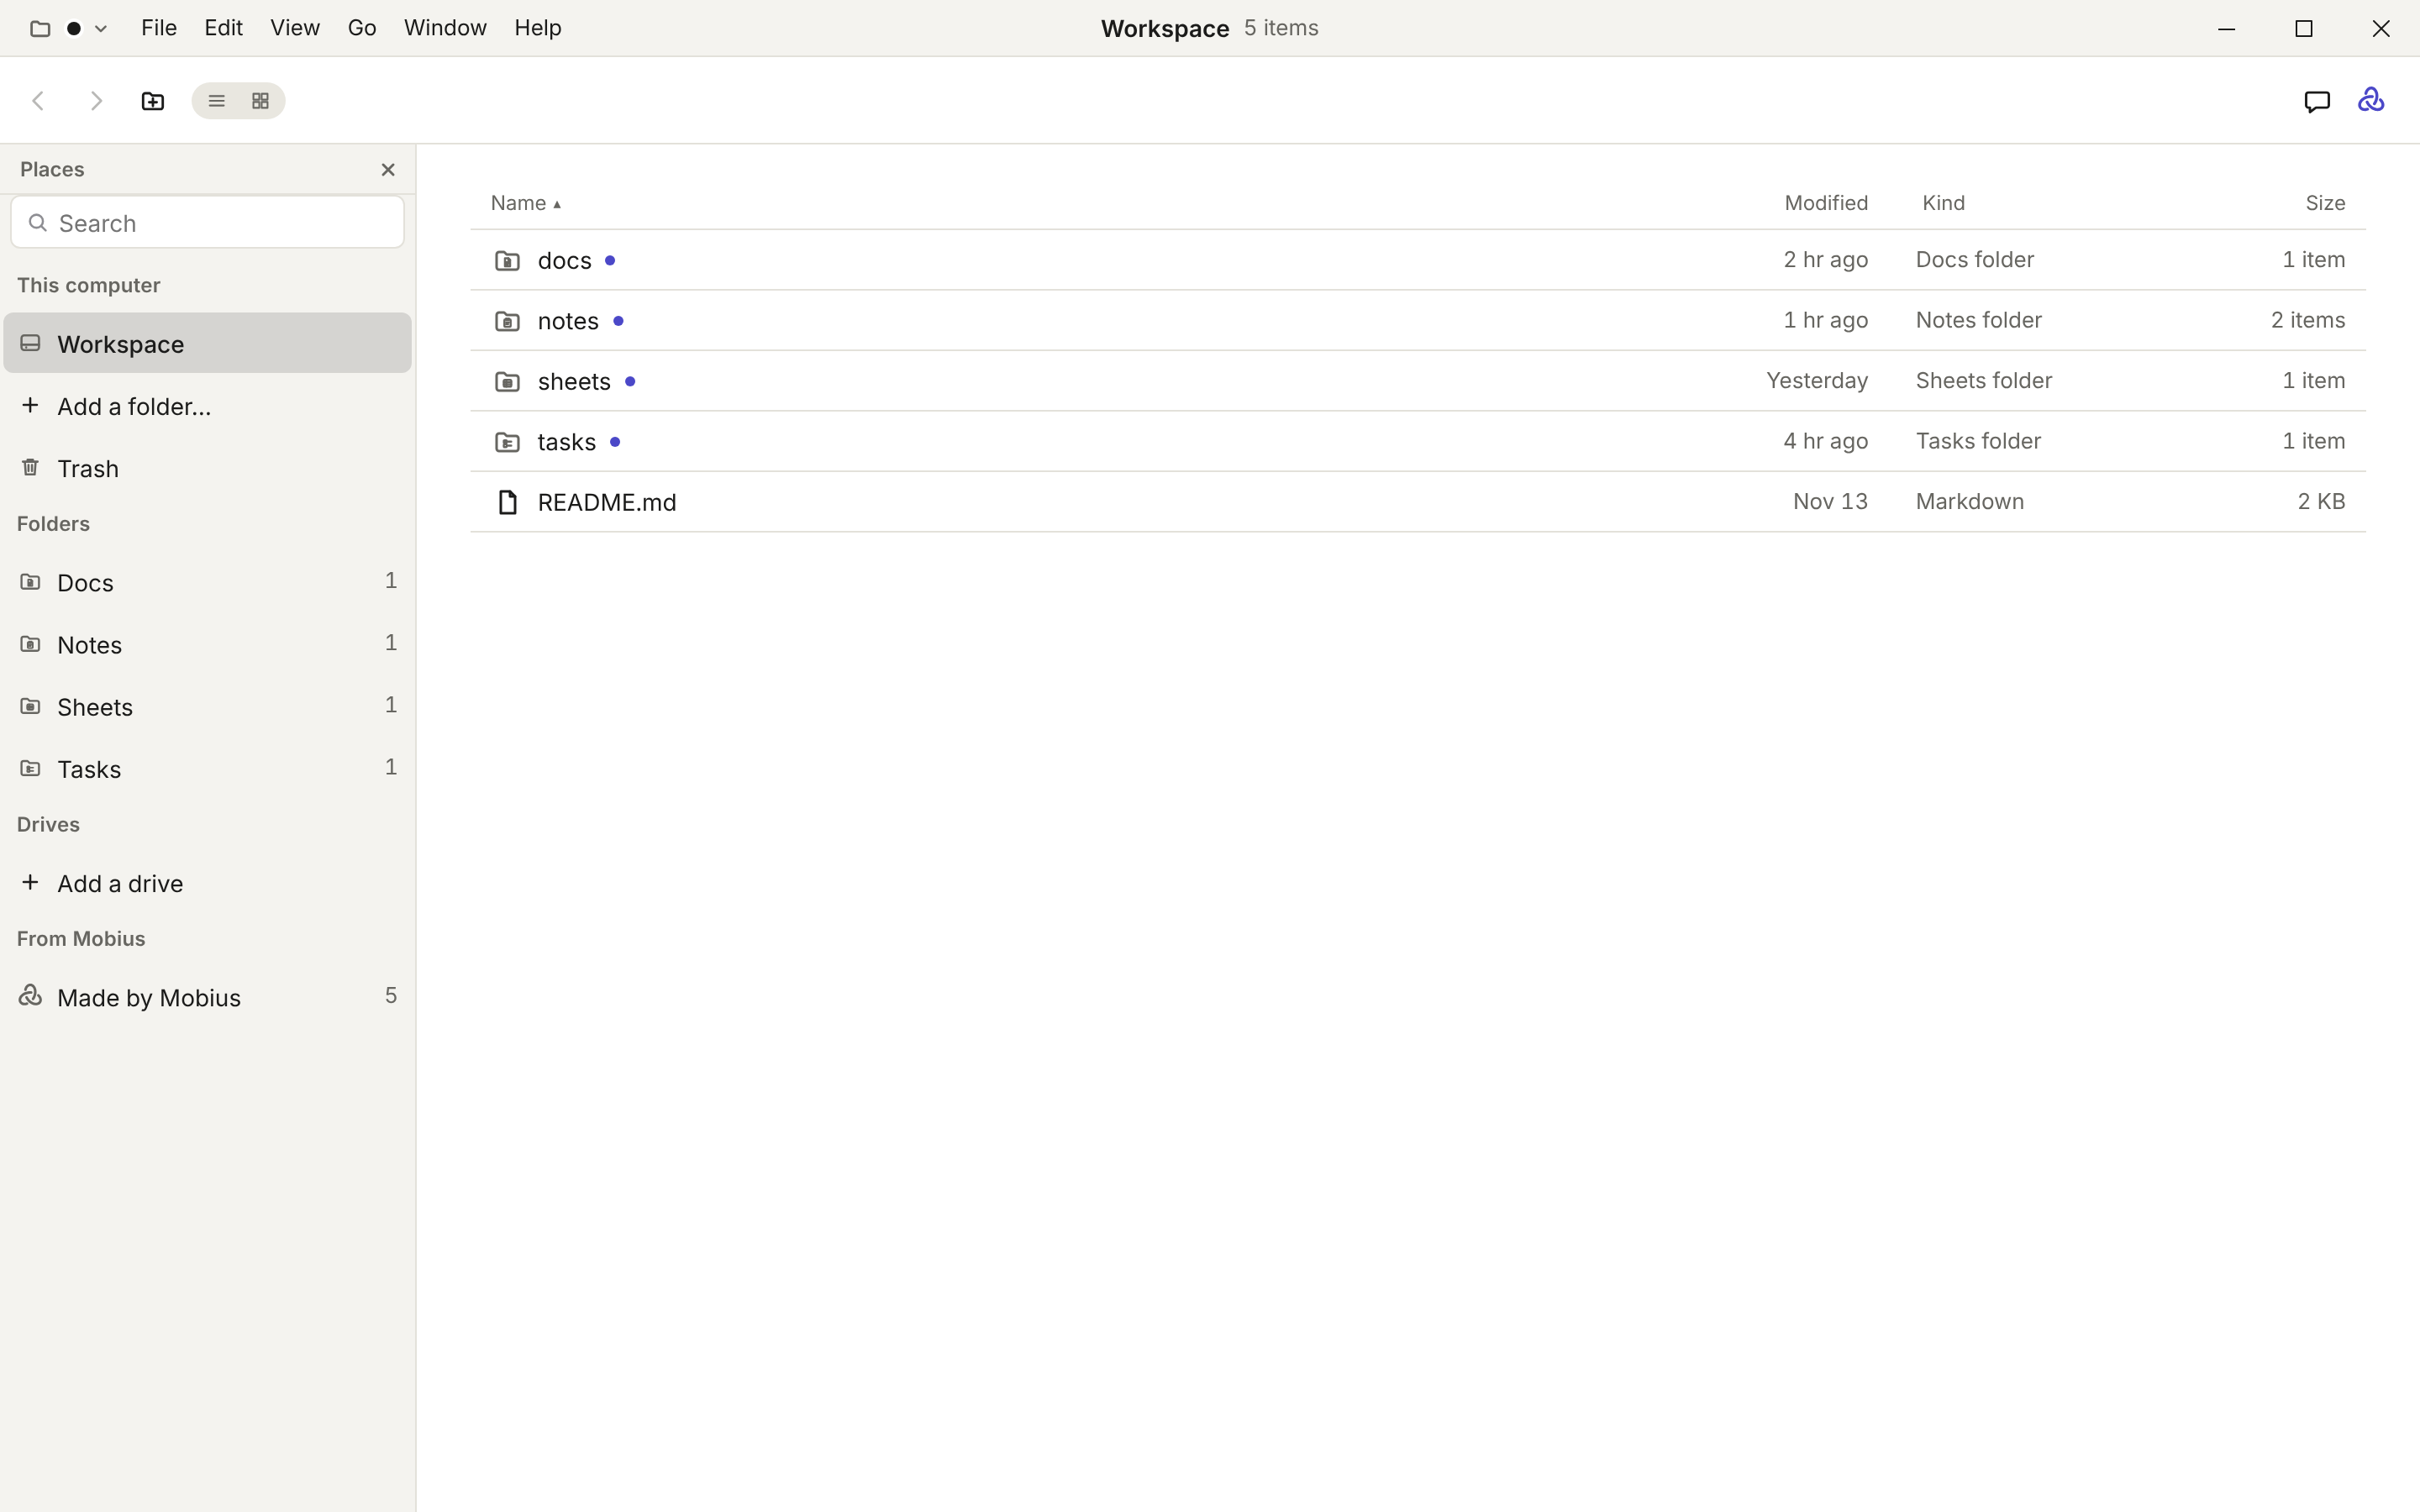 File Edit View Go Window Help Workspace 5 items
Places
Search
This computer
Workspace
Add a folder...
Trash
Folders
Docs 1
Notes 1
Sheets 1
Tasks 1
Drives
Add a drive
From Mobius
Made by Mobius 5
Name ▴ Modified Kind Size
docs 2 hr ago Docs folder 1 item
notes 1 hr ago Notes folder 2 items
sheets Yesterday Sheets folder 1 item
tasks 4 hr ago Tasks folder 1 item
README.md Nov 13 Markdown 2 KB